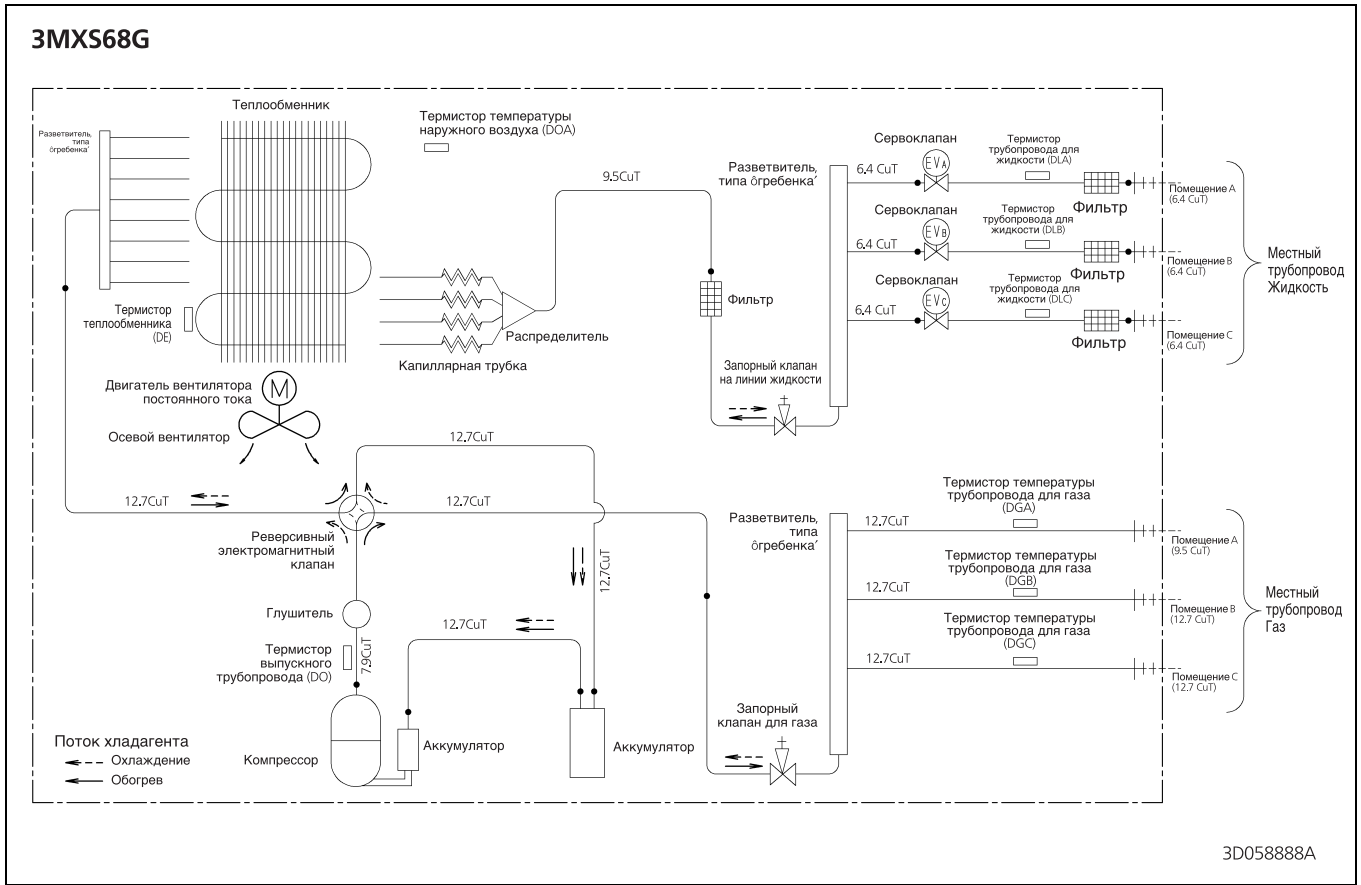 3MXS68G
Теплообменник
Разветвитель,
типа
ôгребенка´
Термистор температуры
наружного воздуха (DOA)
Термистор
теплообменника
(DE)
9.5CuT
Фильтр
Распределитель
Капиллярная трубка
Запорный клапан
на линии жидкости
Разветвитель,
типа ôгребенка´
6.4 CuT
Сервоклапан
EVA
Термистор
трубопровода для
жидкости (DLA)
Фильтр
Помещение A
(6.4 CuT)
6.4 CuT
Сервоклапан
EVB
Термистор
трубопровода для
жидкости (DLB)
Фильтр
Помещение B
(6.4 CuT)
6.4 CuT
Сервоклапан
EVC
Термистор
трубопровода для
жидкости (DLC)
Фильтр
Помещение C
(6.4 CuT)
Местный
трубопровод
Жидкость
Двигатель вентилятора
постоянного тока
M
Осевой вентилятор
12.7CuT
12.7CuT
12.7CuT
Реверсивный
электромагнитный
клапан
12.7CuT
Глушитель
12.7CuT
Термистор
выпускного
трубопровода (DO)
7.9CuT
Компрессор
Аккумулятор
Аккумулятор
Поток хладагента
Охлаждение
Обогрев
Запорный
клапан для газа
Разветвитель,
типа
ôгребенка´
12.7CuT
Термистор температуры
трубопровода для газа
(DGA)
Помещение A
(9.5 CuT)
12.7CuT
Термистор температуры
трубопровода для газа
(DGB)
Помещение B
(12.7 CuT)
12.7CuT
Термистор температуры
трубопровода для газа
(DGC)
Помещение C
(12.7 CuT)
Местный
трубопровод
Газ
3D058888A